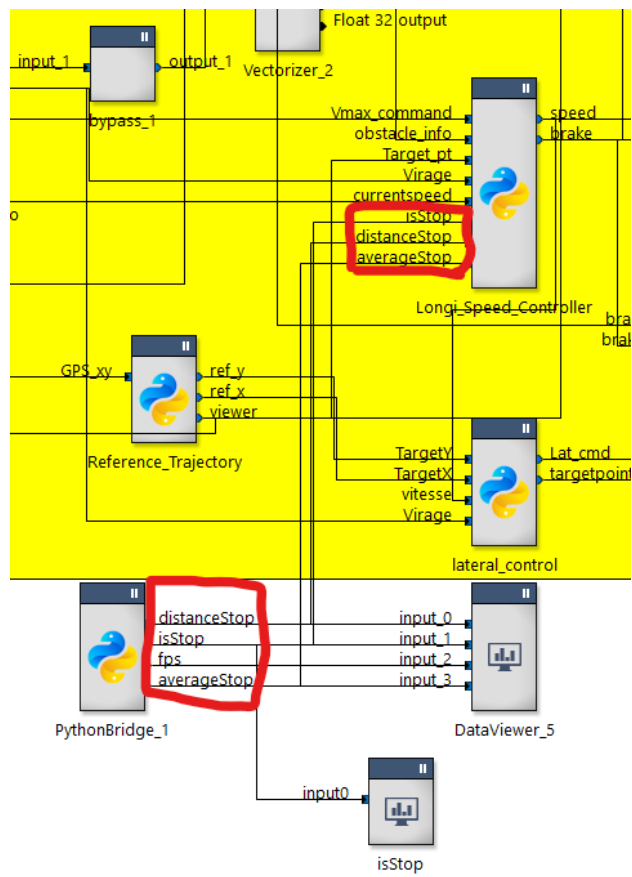 Float 32 output
input_1
output_1
Vectorizer_2
bypass_1
Vmax_command
speed
obstacle_info
brake
Target_pt
Virage
currentspeed
o
isStop
distanceStop
averageStop
Longi_Speed_Controller
bra
brak
GPS_xy
ref_y
ref_x
viewer
Reference_Trajectory
TargetY
Lat_cmd
TargetX
targetpoint
vitesse
Virage
lateral_control
distanceStop
input_0
isStop
input_1
fps
input_2
averageStop
input_3
PythonBridge_1
DataViewer_5
input0
isStop